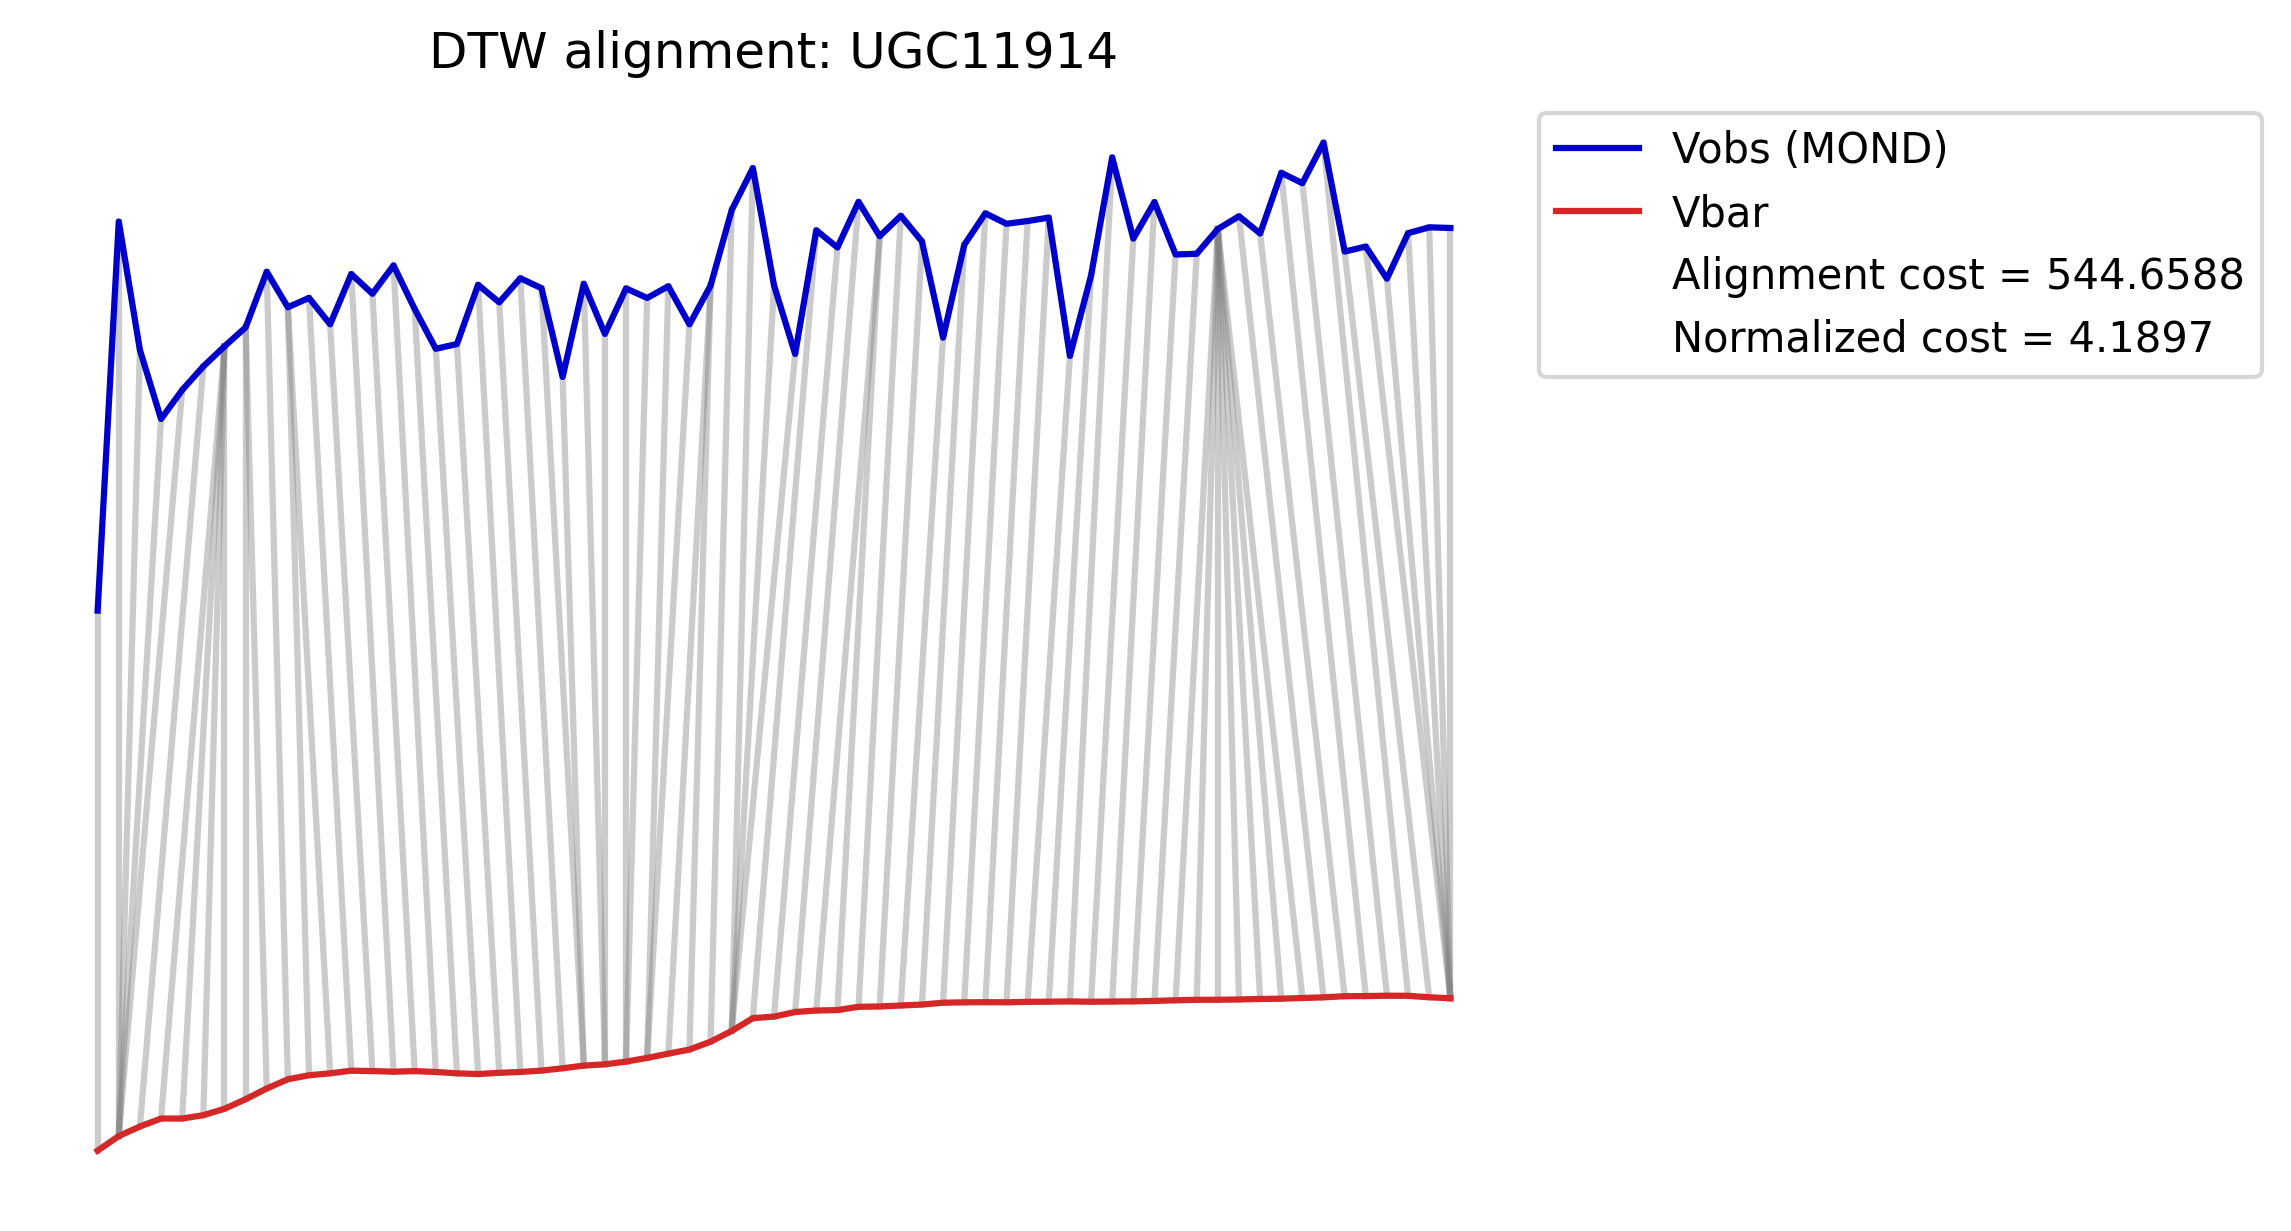 DTW alignment: UGC11914
Vobs (MOND)
Vbar
Alignment cost = 544.6588
Normalized cost = 4.1897